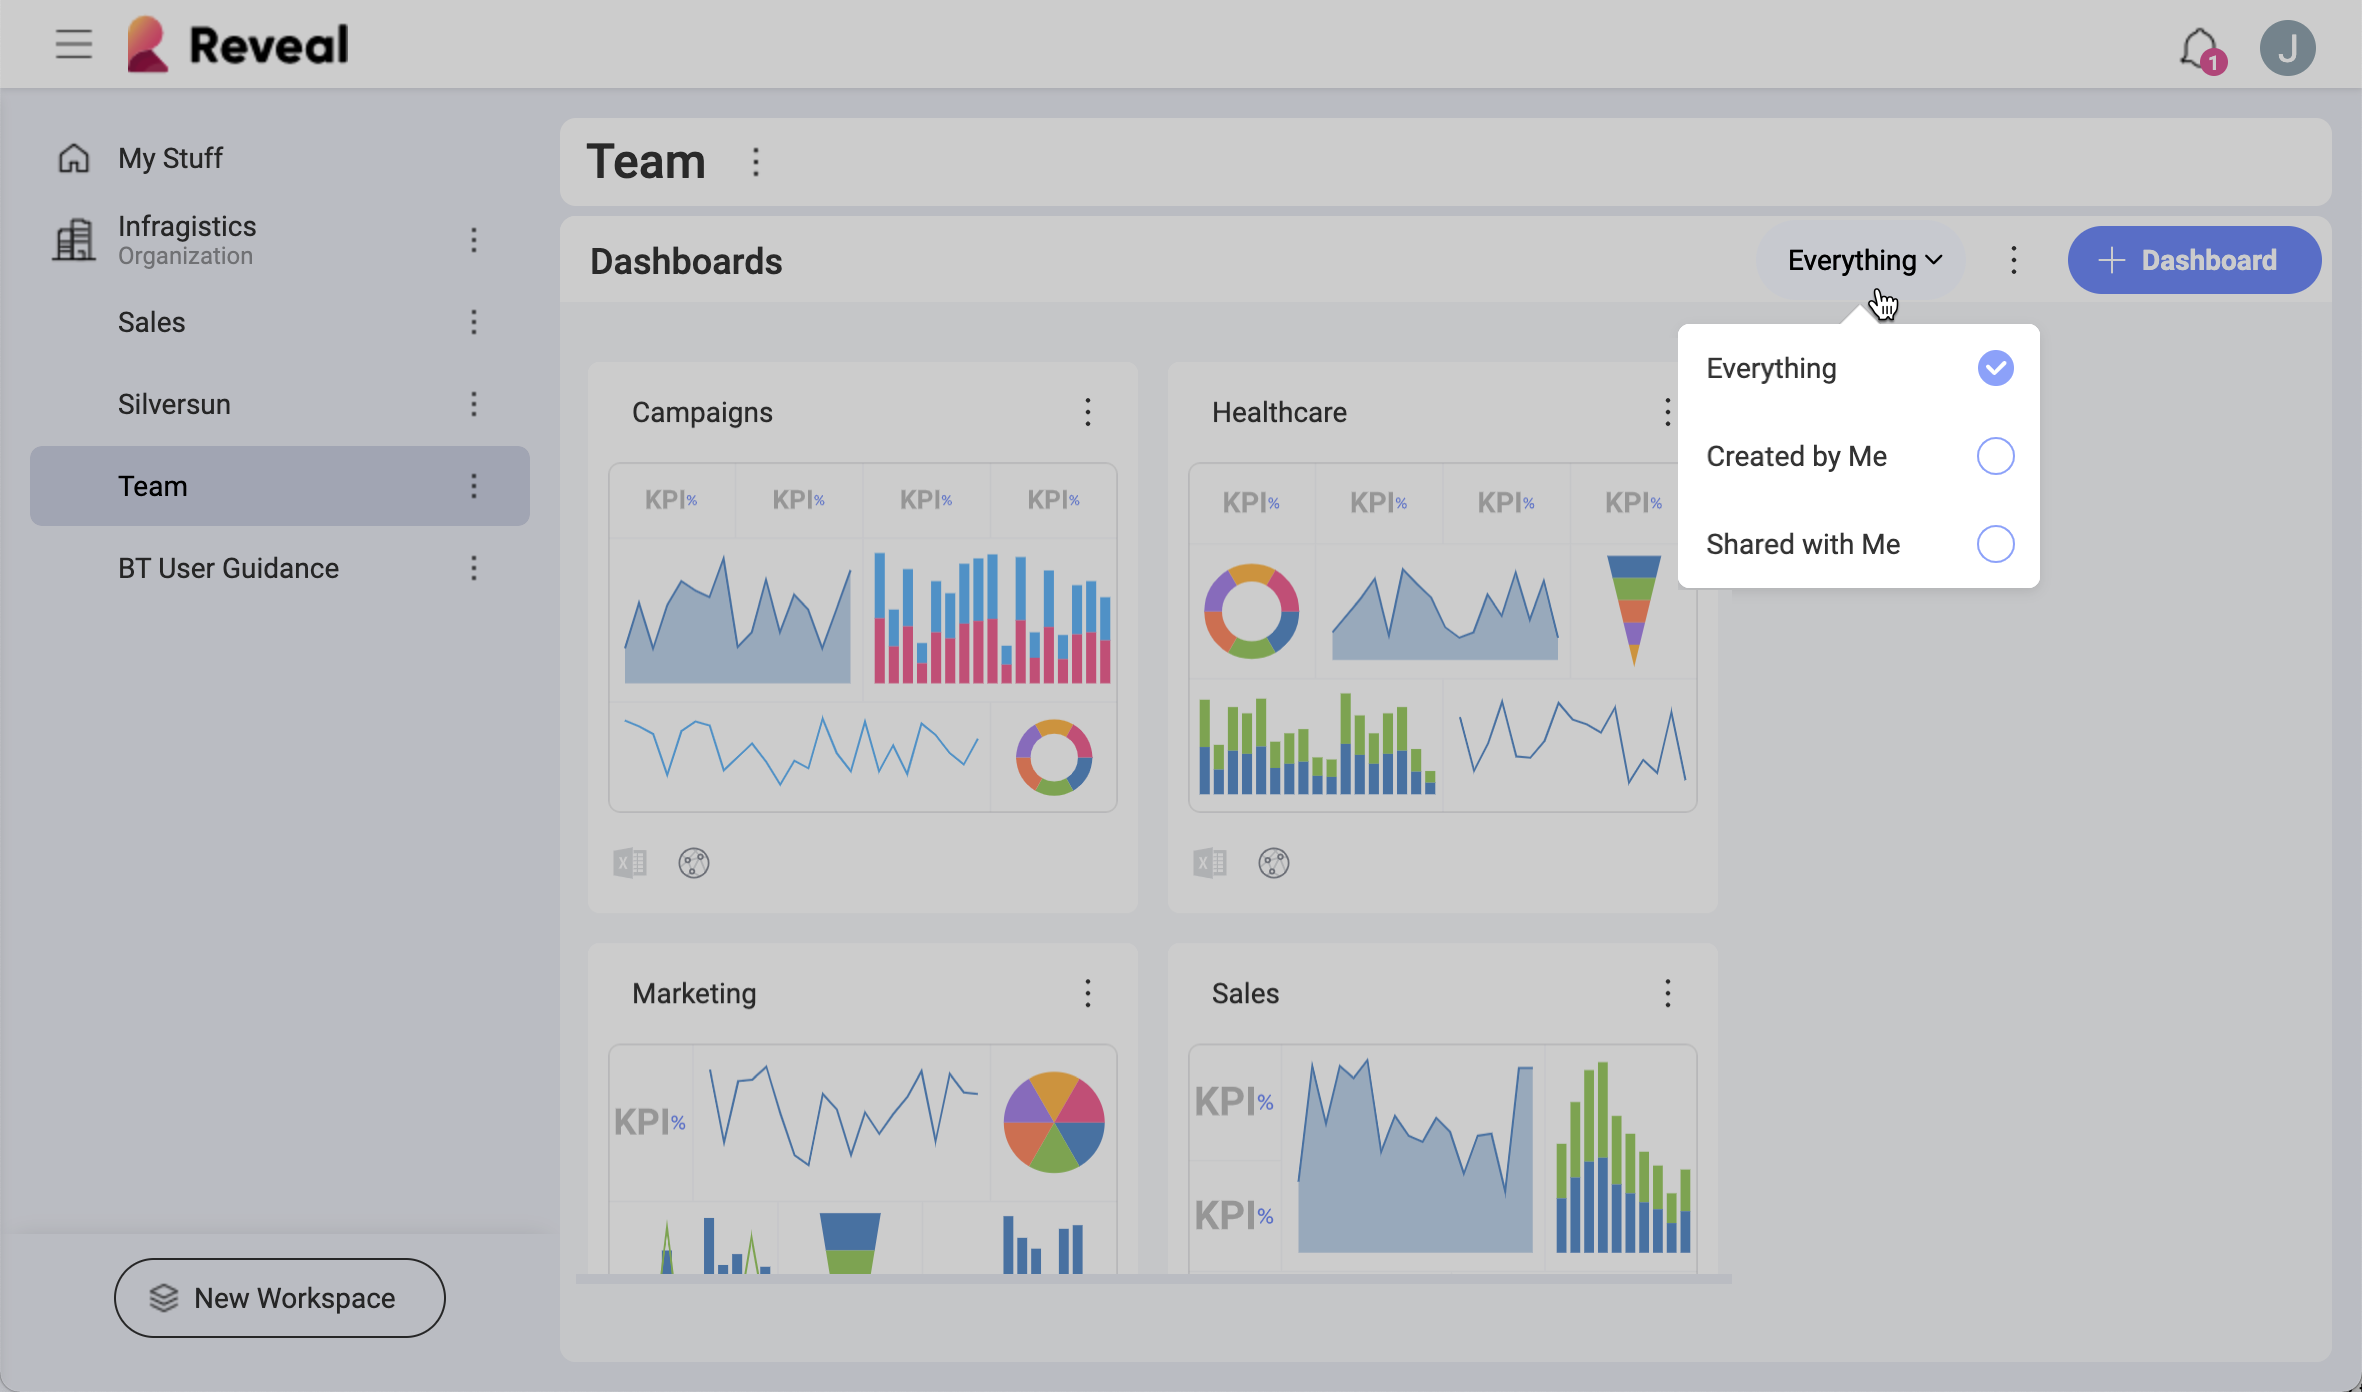 Reveal
1
J
My Stuff
Infragistics
Organization
Sales
Silversun
Team
BT User Guidance
New Workspace
Team
Dashboards
Everything
Dashboard
Everything
Created by Me
Shared with Me
Campaigns
KPI% KPI% KPI% KPI%
Healthcare
KPI% KPI% KPI% KPI%
X
X
Marketing
KPI%
Sales
KPI%
KPI%